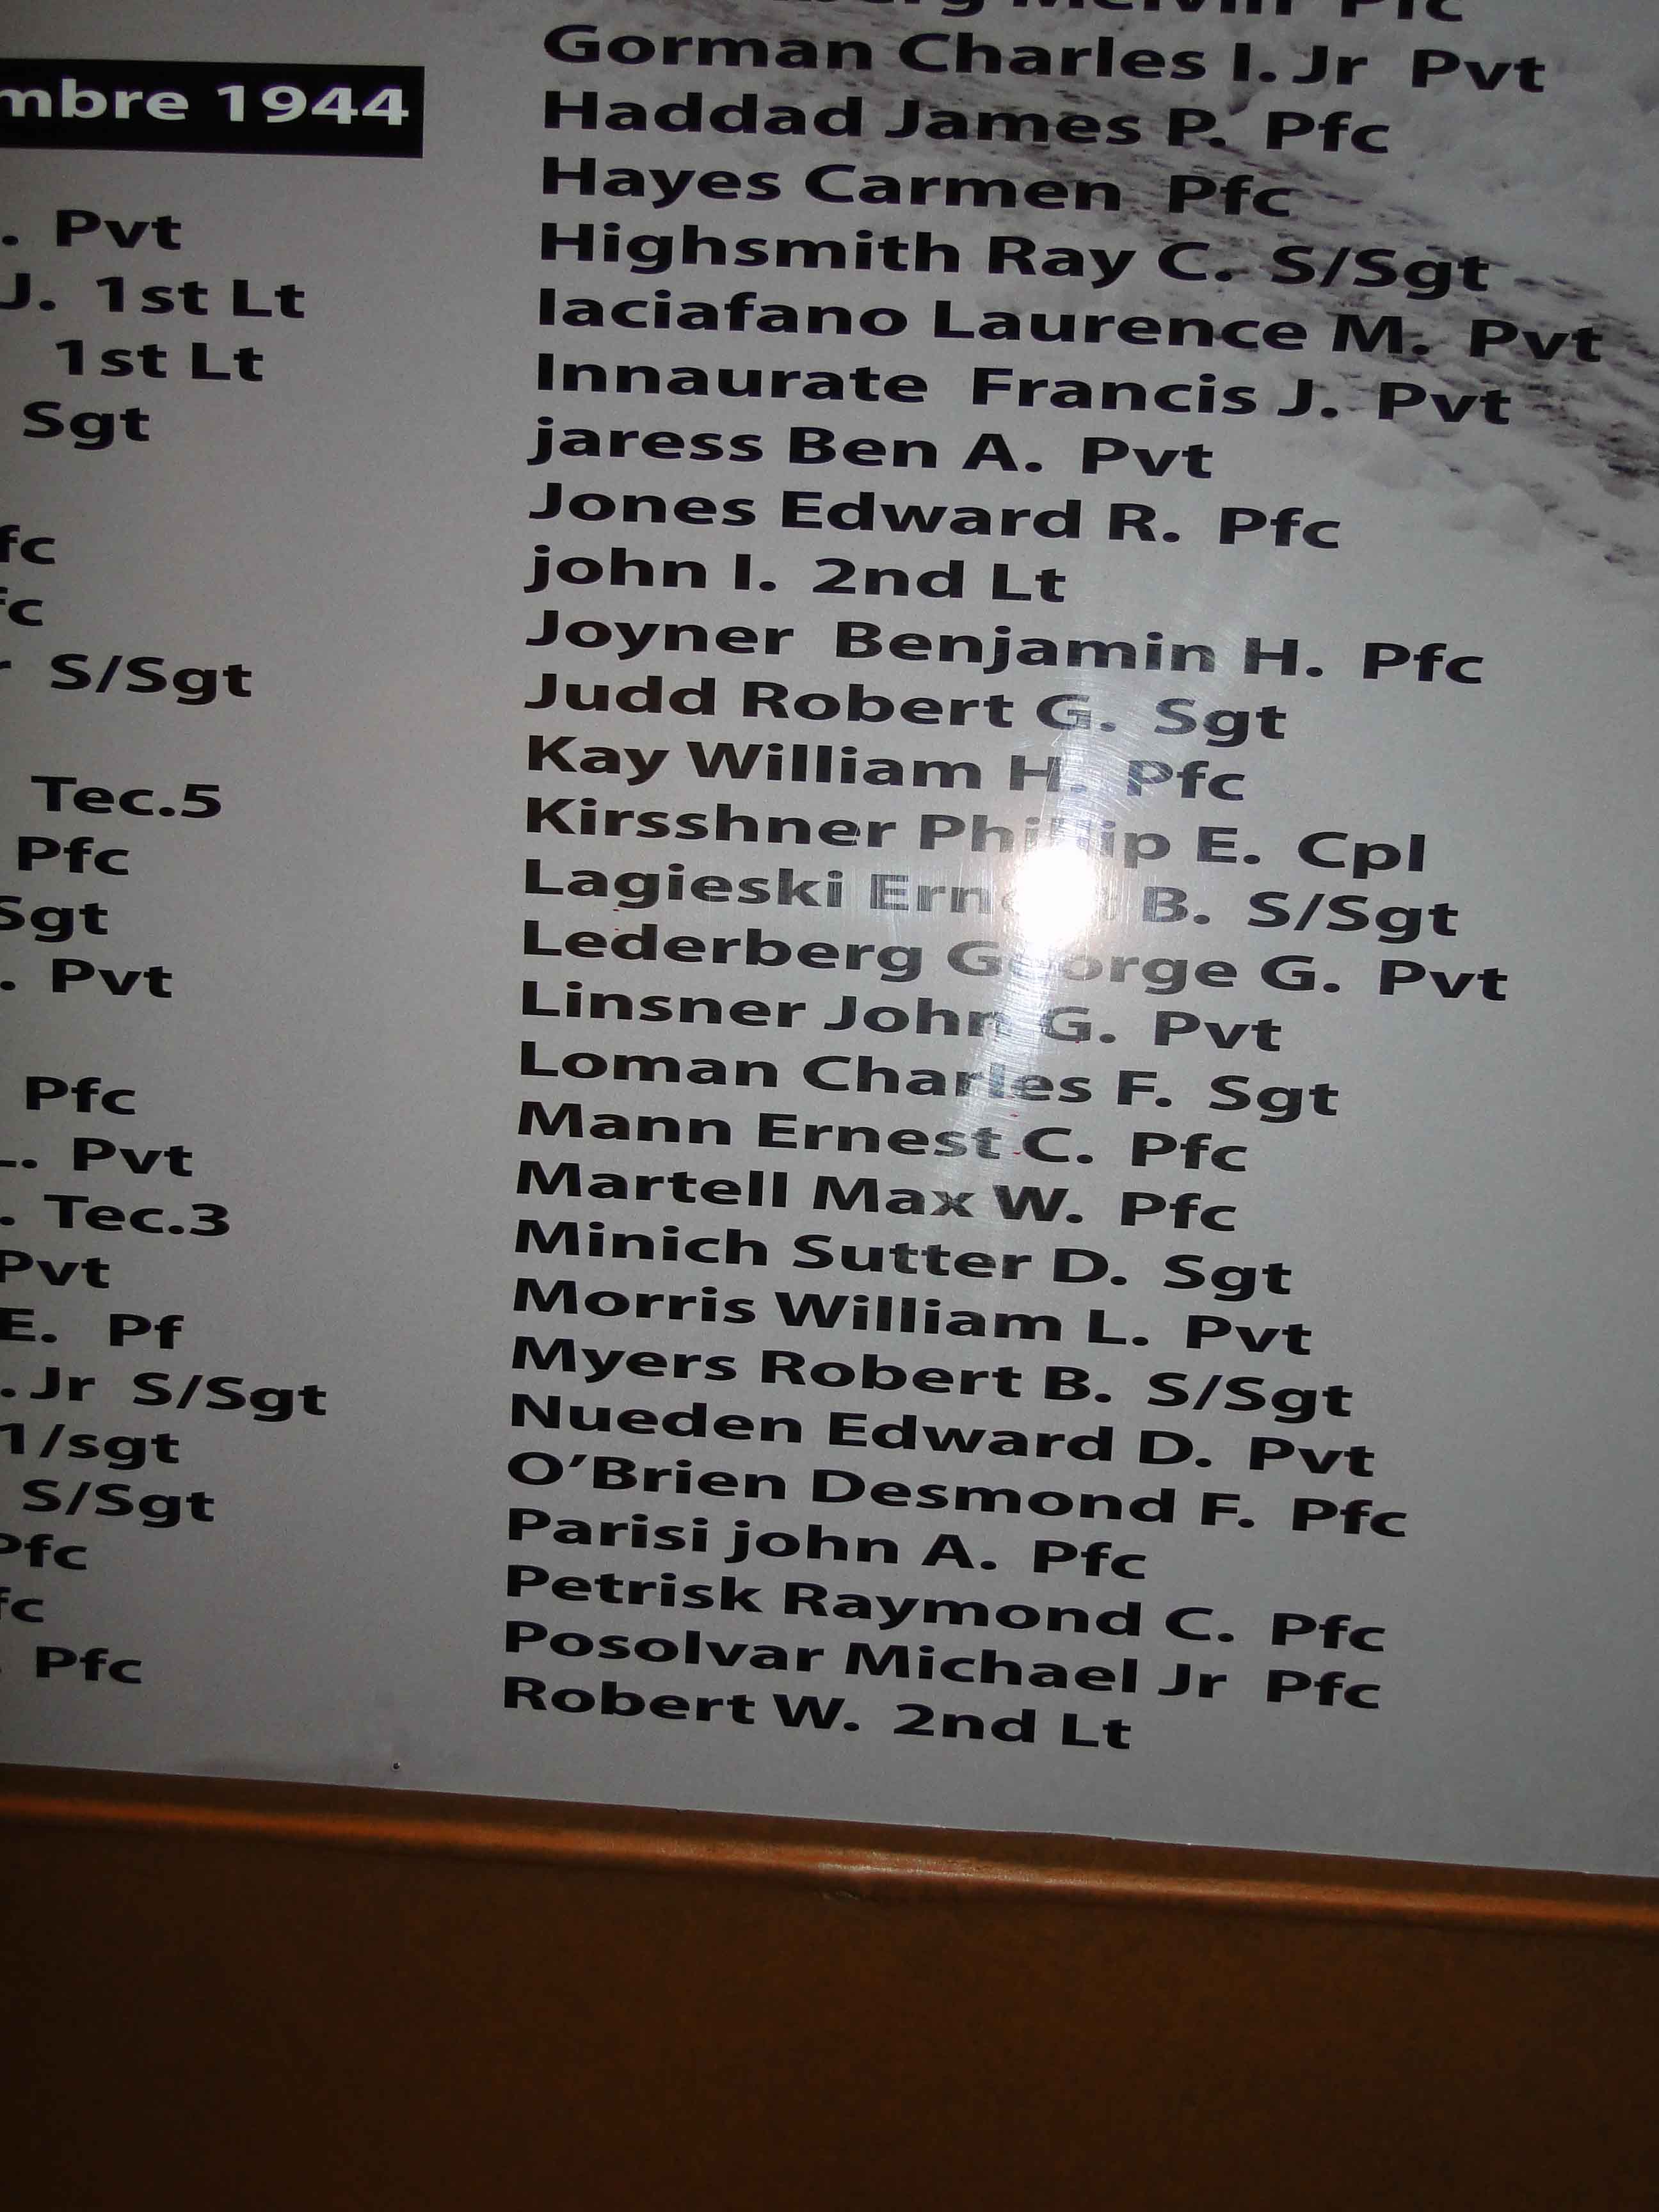 mbre 1944
. Pvt
J. 1st Lt
1st Lt
Sgt
fc
fc
S/Sgt
Tec.5
Pfc
Sgt
. Pvt
Pfc
L. Pvt
. Tec.3
Pvt
E. Pf
. Jr S/Sgt
1/sgt
S/Sgt
Pfc
fc
. Pfc
Pfc
Gorman Charles I. Jr Pvt
Haddad James P. Pfc
Hayes Carmen Pfc
Highsmith Ray C. S/Sgt
Iaciafano Laurence M. Pvt
Innaurate Francis J. Pvt
jaress Ben A. Pvt
Jones Edward R. Pfc
john I. 2nd Lt
Joyner Benjamin H. Pfc
Judd Robert G. Sgt
Kay William H. Pfc
Kirsshner Phillip E. Cpl
Lagieski B. S/Sgt
Lederberg George G. Pvt
Linsner John G. Pvt
Loman Charles F. Sgt
Mann Ernest C. Pfc
Martell Max W. Pfc
Minich Sutter D. Sgt
Morris William L. Pvt
Myers Robert B. S/Sgt
Nueden Edward D. Pvt
O'Brien Desmond F. Pfc
Parisi john A. Pfc
Petrisk Raymond C. Pfc
Posolvar Michael Jr Pfc
Robert W. 2nd Lt